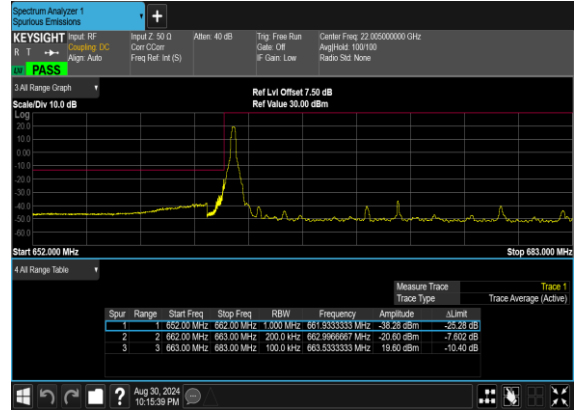 Spectrum Analyzer 1
Spurious Emissions
+
KEYSIGHT Input: RF Input Z: 50 Ω Atten: 40 dB Trig: Free Run Center Freq: 22.005000000 GHz
R T Coupling: DC Corr CCorr Gate: Off Avg|Hold: 100/100
Align: Auto Freq Ref: Int (S) IF Gain: Low Radio Std: None
PASS
3 All Range Graph
Ref Lvl Offset 7.50 dB
Scale/Div 10.0 dB Ref Value 30.00 dBm
Log
20.0
10.0
0.00
-10.0
-20.0
-30.0
-40.0
-50.0
-60.0
Start 652.000 MHz Stop 683.000 MHz
4 All Range Table
Measure Trace Trace 1
Trace Type Trace Average (Active)
Spur Range Start Freq Stop Freq RBW Frequency Amplitude ΔLimit
1 1 652.00 MHz 662.00 MHz 1.000 MHz 661.9333333 MHz -38.28 dBm -25.28 dB
2 2 662.00 MHz 663.00 MHz 200.0 kHz 662.9966667 MHz -20.60 dBm -7.602 dB
3 3 663.00 MHz 683.00 MHz 100.0 kHz 663.5333333 MHz 19.60 dBm -10.40 dB
? Aug 30, 2024
10:15:39 PM